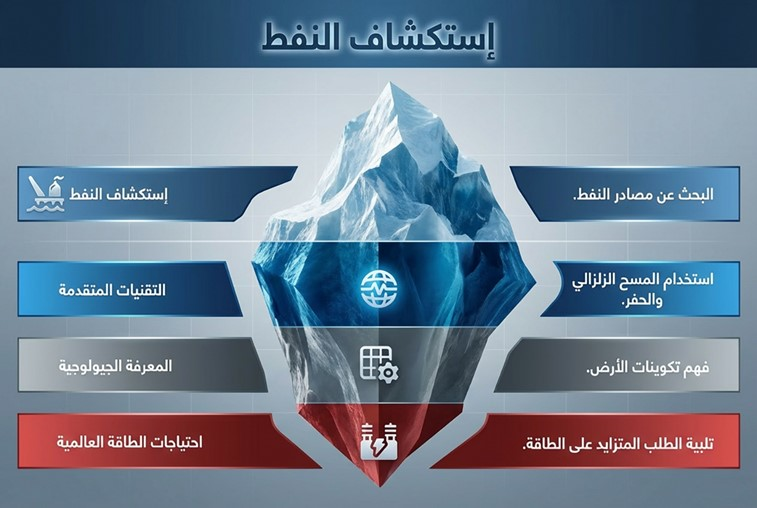 إستكشاف النفط
البحث عن مصادر النفط.
إستكشاف النفط
استخدام المسح الزلزالي
والحفر.
التقنيات المتقدمة
فهم تكوينات الأرض.
المعرفة الجيولوجية
تلبية الطلب المتزايد على الطاقة.
احتياجات الطاقة العالمية